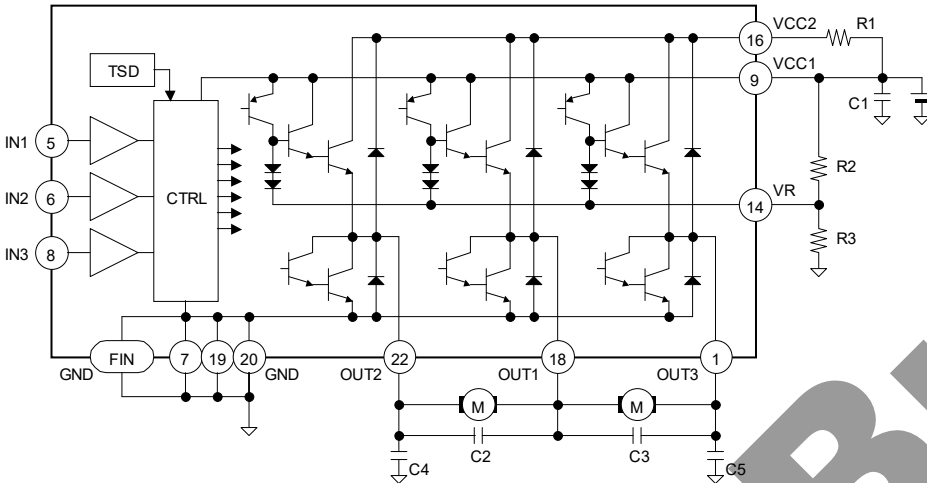 VCC2
R1
16
TSD
VCC1
9
C1
IN1
5
R2
IN2
6
CTRL
VR
14
IN3
8
R3
FIN
7
19
20
22
18
1
GND
GND
OUT2
OUT1
OUT3
M
M
C4
C2
C3
C5